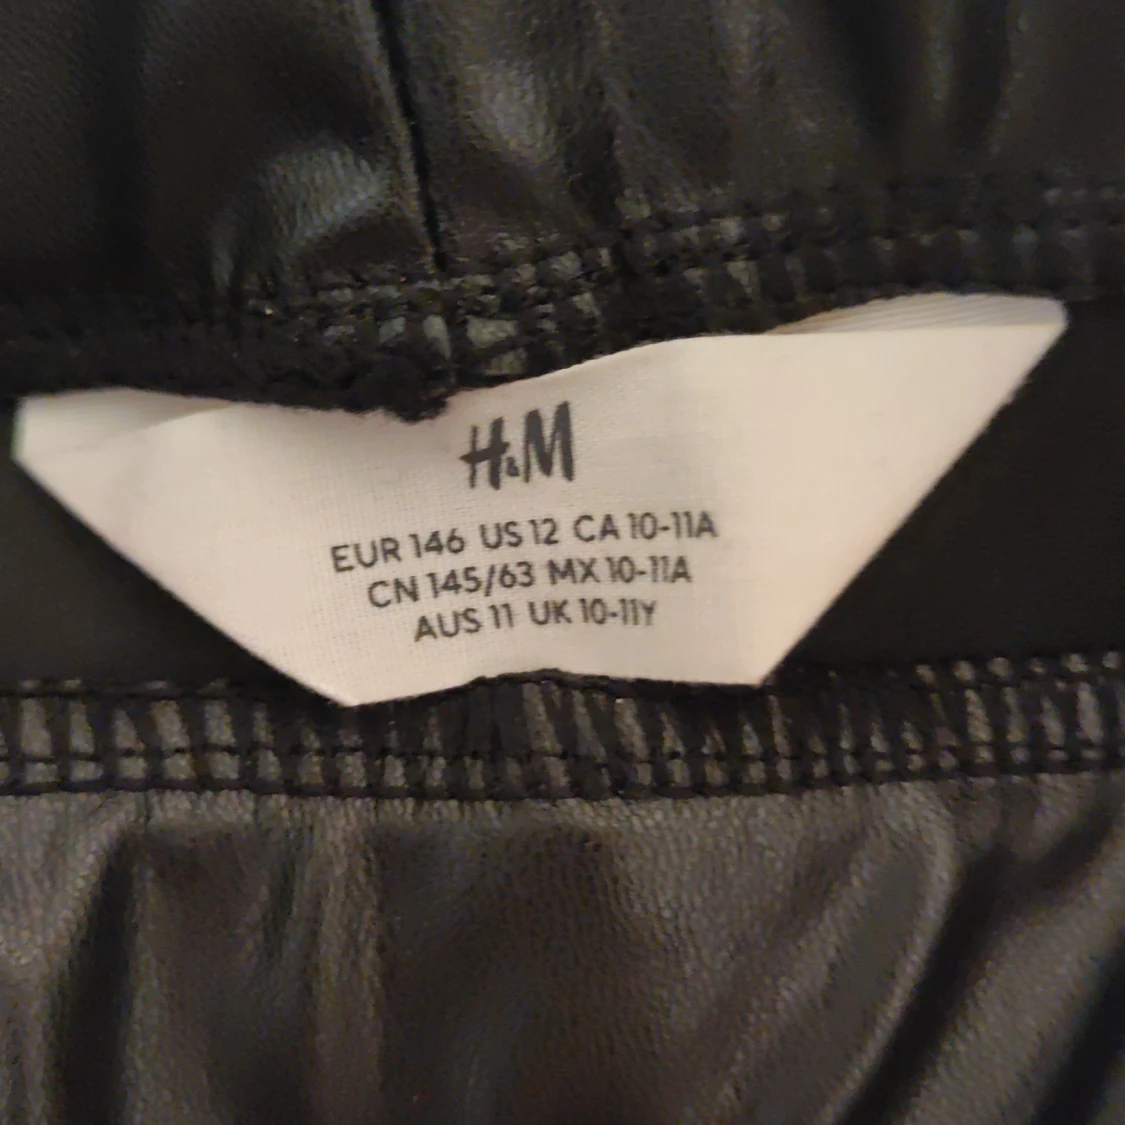 H&M
EUR 146 US 12 CA 10-11A
CN 145/63 MX 10-11A
AUS 11 UK 10-11Y